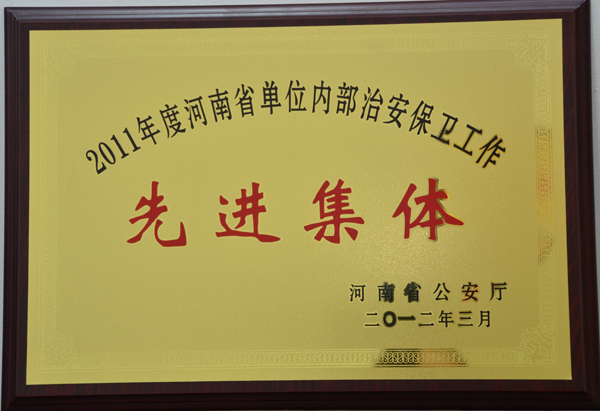 2011年度河南省单位内部治安保卫工作
先进集体
河南省公安厅
二〇一二年三月